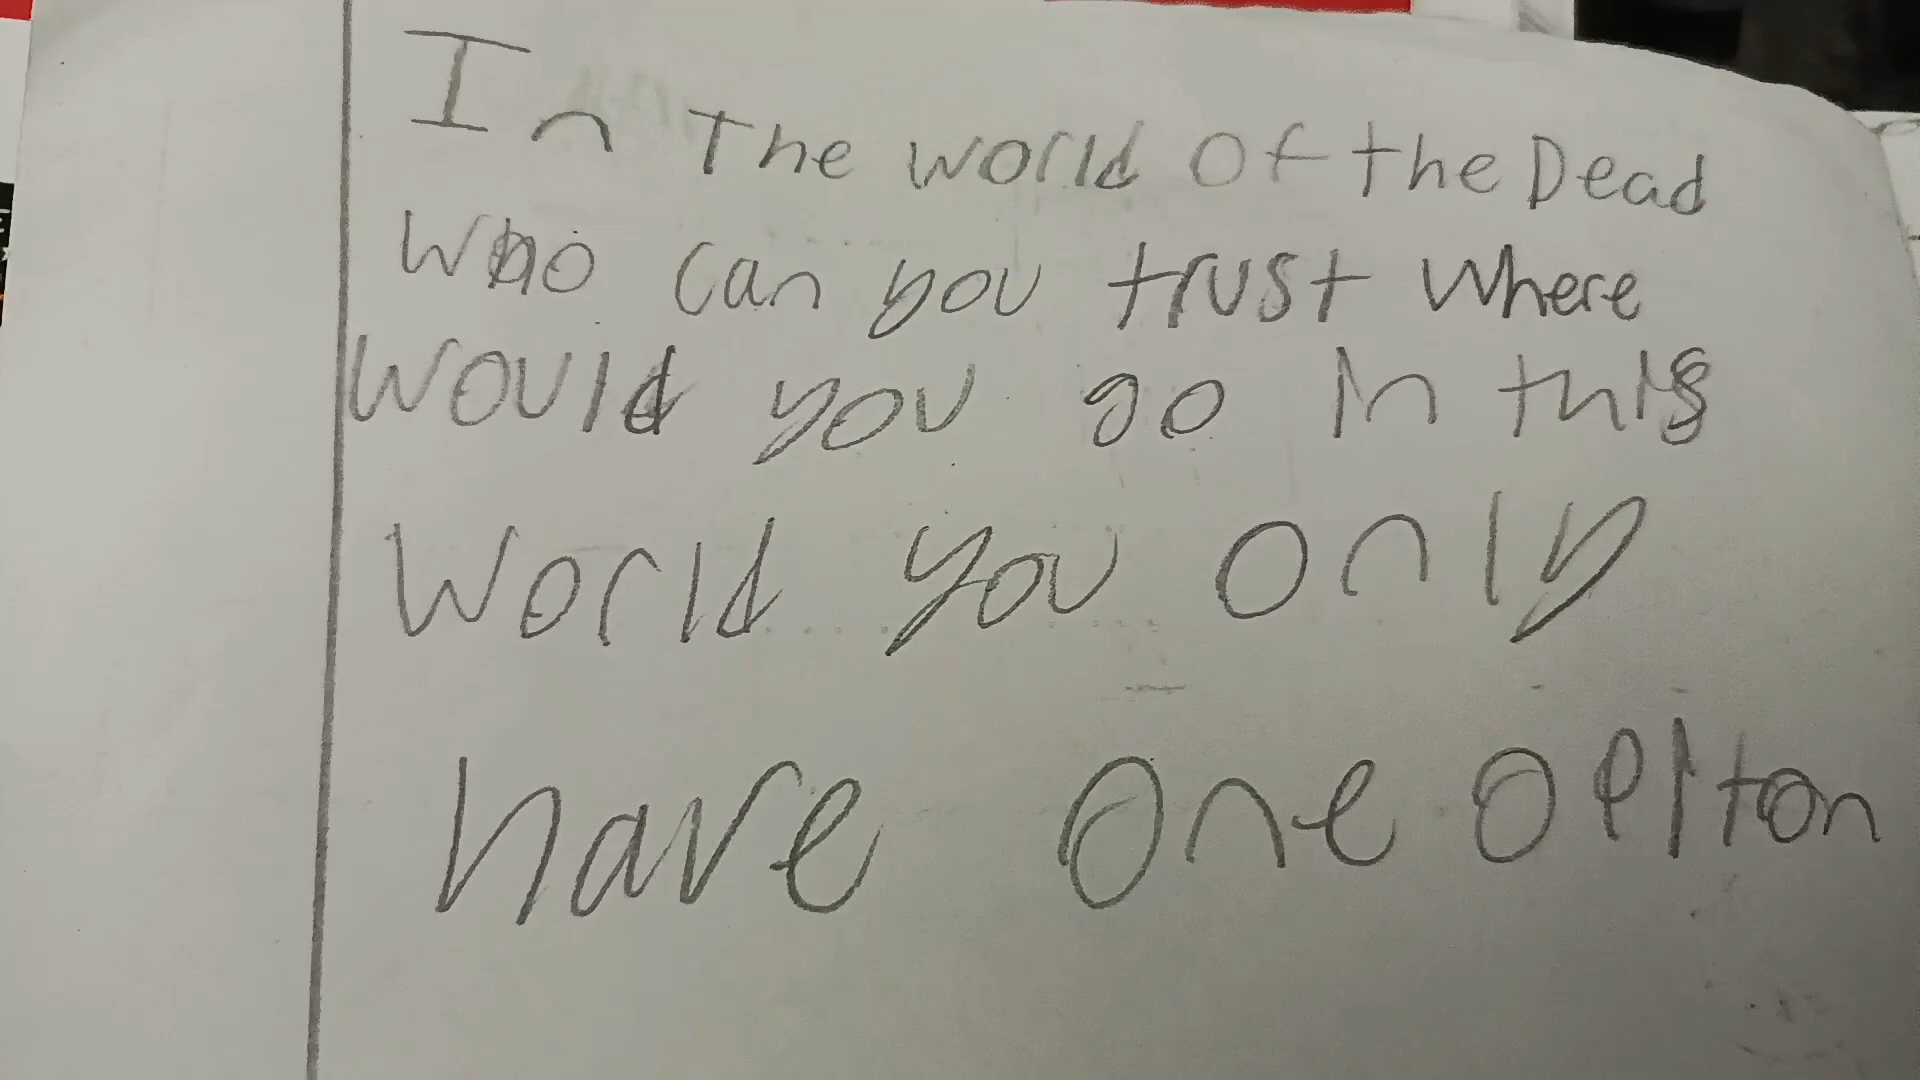 In The world of the Dead
Who can you trust where
would you go in this
World you only
have one opiton